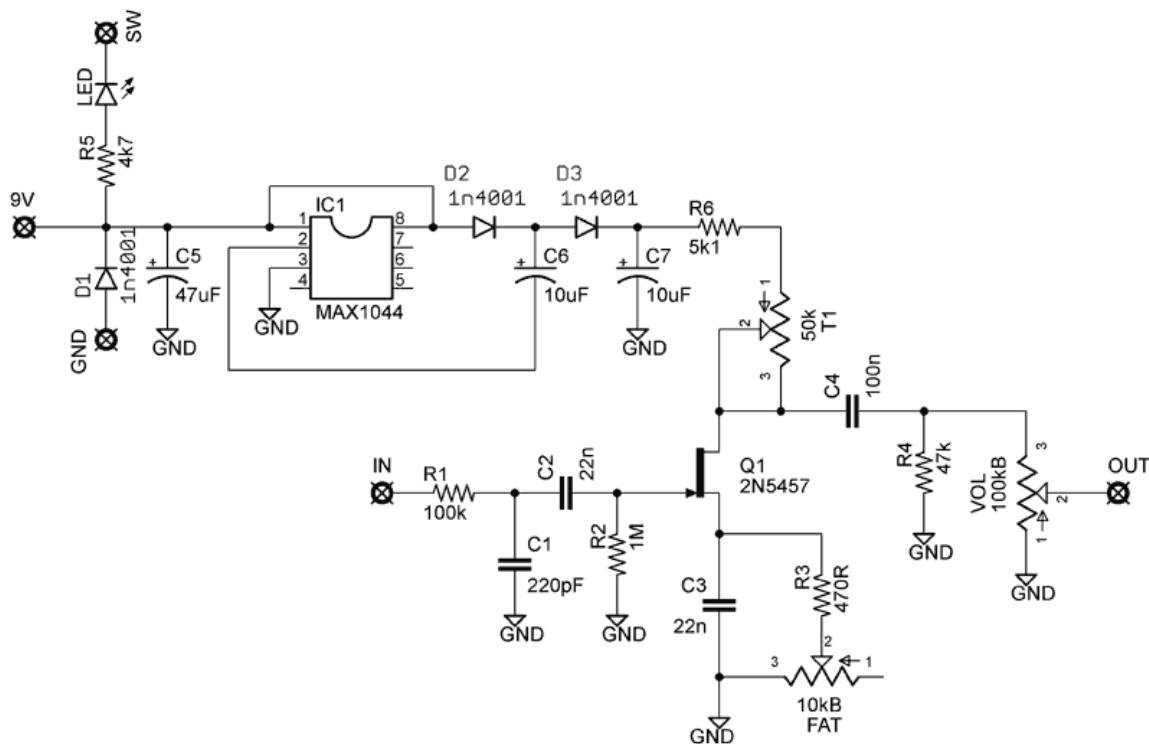 SW
LED
R5
4k7
9V
D1
1n4001
GND
C5
47uF
GND
IC1
1
2
3
4
8
7
6
5
MAX1044
GND
D2
1n4001
D3
1n4001
C6
10uF
C7
10uF
GND
R6
5k1
1
2
3
50k
T1
C4
100n
IN
R1
100k
C2
22n
C1
220pF
GND
R2
1M
GND
Q1
2N5457
C3
22n
R3
470R
2
3
1
10kB
FAT
GND
R4
47k
GND
VOL
100kB
3
2
1
GND
OUT
+
+
+